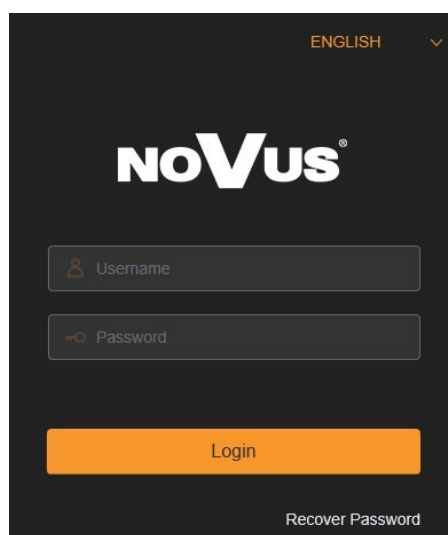 ENGLISH
NOVUS®
Username
Password
Login
Recover Password